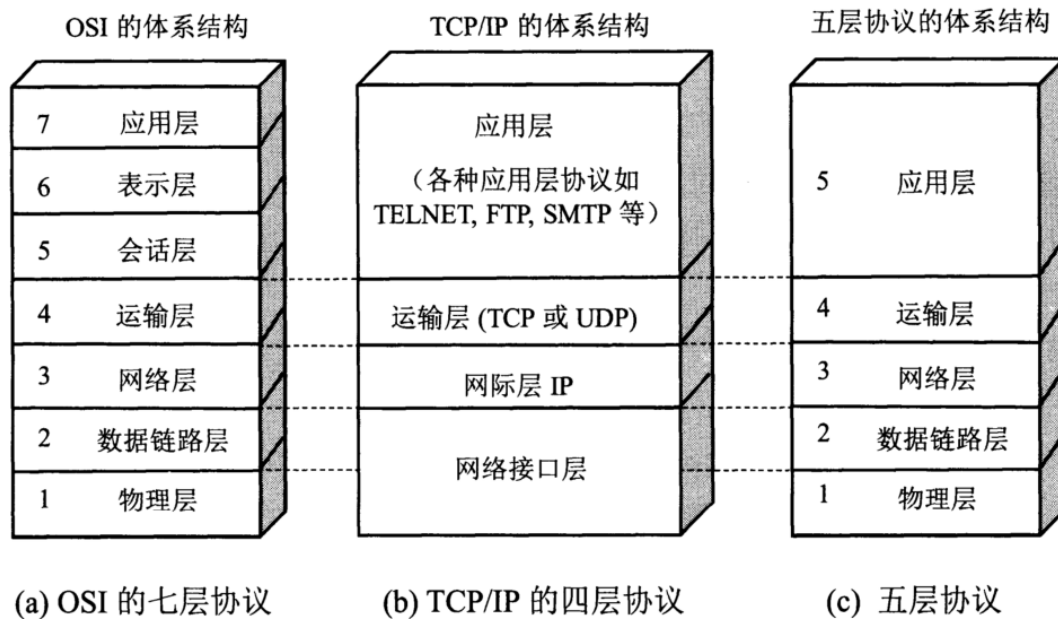 OSI 的体系结构
7 应用层
6 表示层
5 会话层
4 运输层
3 网络层
2 数据链路层
1 物理层
(a) OSI 的七层协议
TCP/IP 的体系结构
应用层
（各种应用层协议如
TELNET, FTP, SMTP 等）
运输层 (TCP 或 UDP)
网际层 IP
网络接口层
(b) TCP/IP 的四层协议
五层协议的体系结构
5 应用层
4 运输层
3 网络层
2 数据链路层
1 物理层
(c) 五层协议